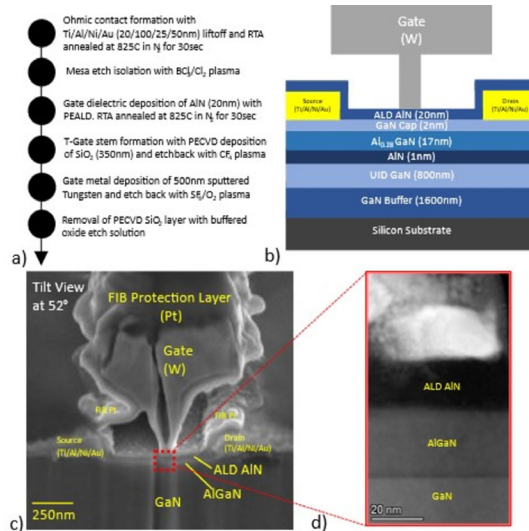 Ohmic contact formation with
Ti/Al/Ni/Au (20/100/25/50nm) liftoff and RTA
annealed at 825C in N₂ for 30sec
Mesa etch isolation with BCl₃/Cl₂ plasma
Gate dielectric deposition of AlN (20nm) with
PEALD. RTA annealed at 825C in N₂ for 30sec
T-Gate stem formation with PECVD deposition
of SiO₂ (350nm) and etchback with CF₄ plasma
Gate metal deposition of 500nm sputtered
Tungsten and etch back with SF₆/O₂ plasma
Removal of PECVD SiO₂ layer with buffered
oxide etch solution
a)
Gate
(W)
Source
(Ti/Al/Ni/Au)
Drain
(Ti/Al/Ni/Au)
ALD AlN (20nm)
GaN Cap (2nm)
Al₀.₂₈ GaN (17nm)
AlN (1nm)
UID GaN (800nm)
GaN Buffer (1600nm)
Silicon Substrate
b)
Tilt View
at 52°
FIB Protection Layer
(Pt)
Gate
(W)
FIB Pt.
FIB Pt.
Source
(Ti/Al/Ni/Au)
Drain
(Ti/Al/Ni/Au)
ALD AlN
AlGaN
GaN
250nm
c)
ALD AlN
AlGaN
GaN
20 nm
d)